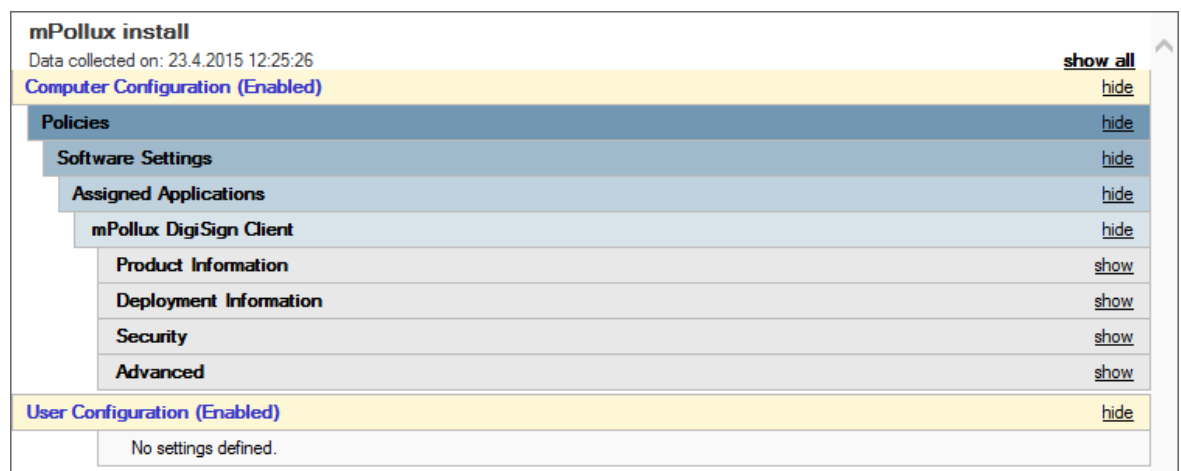 mPollux install
Data collected on: 23.4.2015 12:25:26 show all
Computer Configuration (Enabled) hide
Policies hide
Software Settings hide
Assigned Applications hide
mPollux DigiSign Client hide
Product Information show
Deployment Information show
Security show
Advanced show
User Configuration (Enabled) hide
No settings defined.